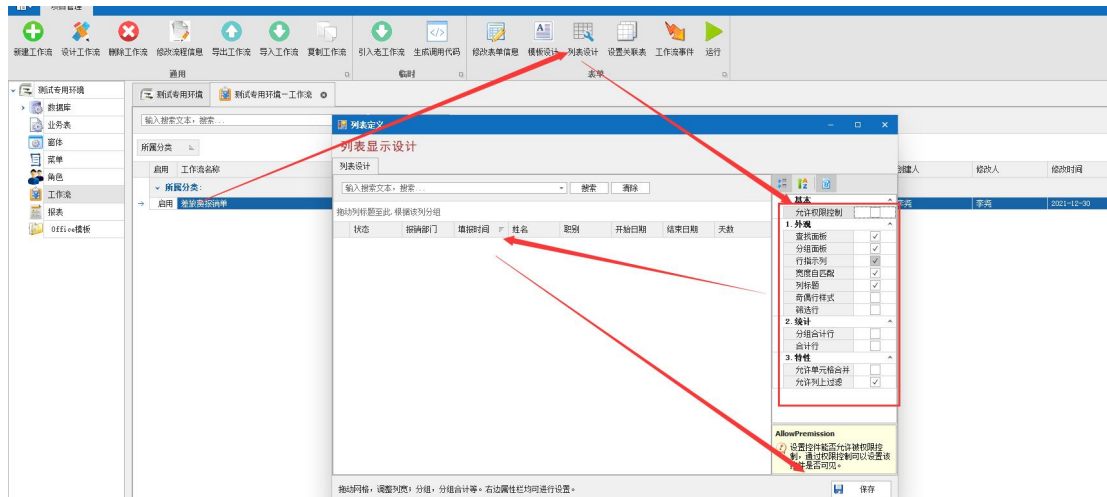 项目管理
新建工作流 设计工作流 删除工作流 修改流程信息 导出工作流 导入工作流 复制工作流 引入老工作流 生成调用代码 修改表单信息 模板设计 列表设计 设置关联表 工作流事件 运行
通用 临时 表单
测试专用环境
数据库
业务表
窗体
菜单
角色
工作流
报表
Office模板
测试专用环境 测试专用环境-工作流
输入搜索文本，搜索...
所属分类
启用 工作流名称 创建人 修改人 修改时间
所属分类:
启用 差旅费报销单 李尧 李尧 2021-12-30
列表定义
列表显示设计
列表设计
输入搜索文本，搜索... 搜索 清除
拖动列标题至此,根据该列分组
状态 报销部门 填报时间 姓名 职别 开始日期 结束日期 天数
基本
允许权限控制
1.外观
查找面板
分组面板
行指示列
宽度自匹配
列标题
奇偶行样式
筛选行
2.统计
分组合计行
合计行
3.特性
允许单元格合并
允许列上过滤
AllowPremission
设置控件能否允许被权限控
制，通过权限控制可以设置该
控件是否可见。
拖动网格，调整列宽；分组，分组合计等。右边属性栏均可进行设置。
保存